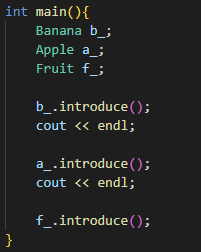 int main(){
    Banana b_;
    Apple a_;
    Fruit f_;

    b_.introduce();
    cout << endl;

    a_.introduce();
    cout << endl;

    f_.introduce();
}